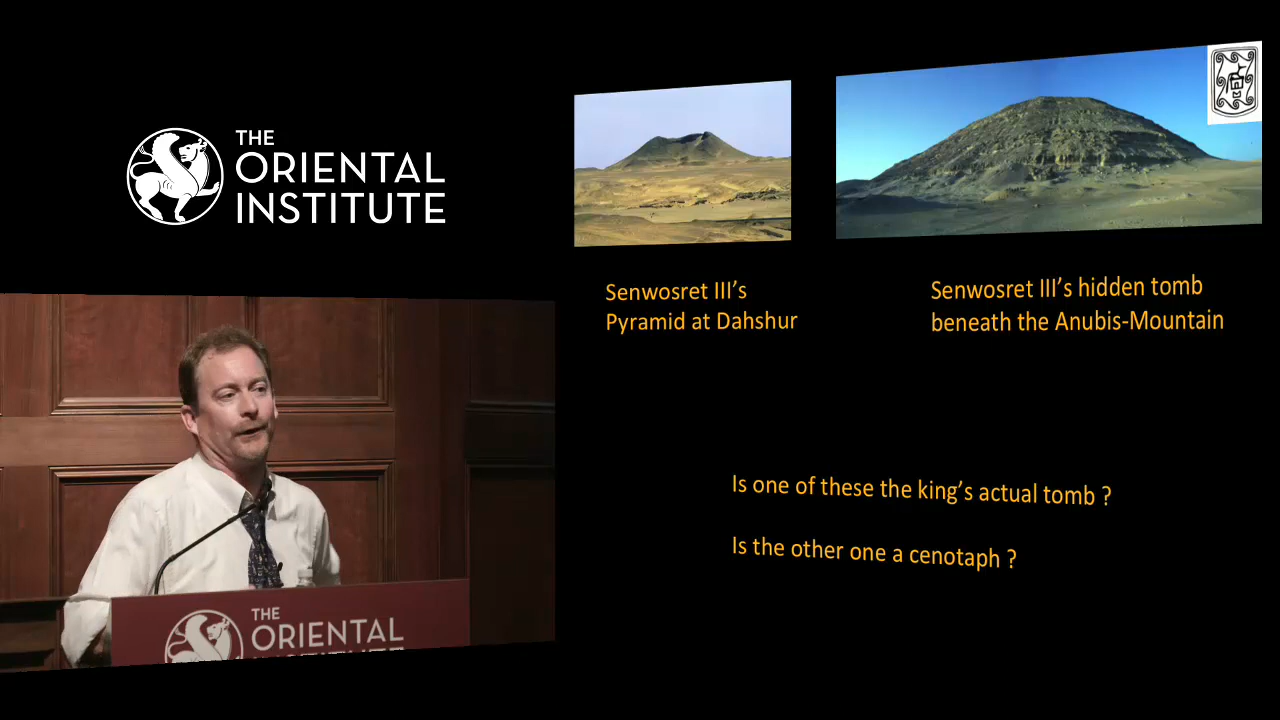 THE
ORIENTAL
INSTITUTE
Senwosret III's
Pyramid at Dahshur
Senwosret III's hidden tomb
beneath the Anubis-Mountain
Is one of these the king's actual tomb ?
Is the other one a cenotaph ?
THE
ORIENTAL
INSTITUTE